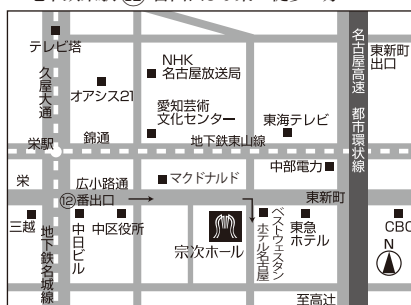 テレビ塔
NHK
名古屋放送局
名古屋高速 都市環状線
東新町
出口
久屋大通
オアシス21
愛知芸術
文化センター
東海テレビ
栄駅
錦通
地下鉄東山線
中部電力
栄
広小路通
マクドナルド
東新町
⑫番出口
三越
地下鉄名城線
中日ビル
中区役所
宗次ホール
ベストウェスタン
ホテル名古屋
東急
ホテル
CBC
N
至高辻